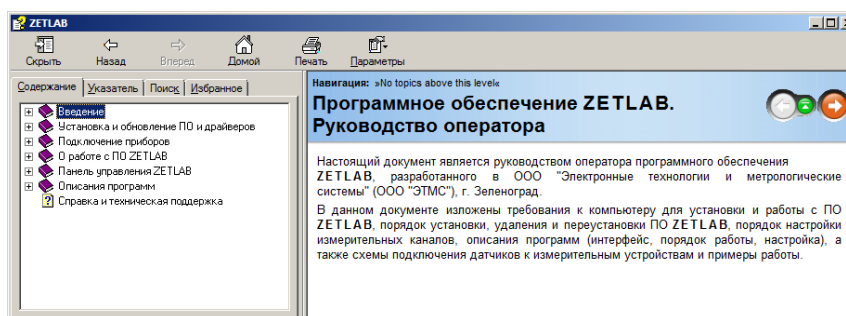 ZETLAB
Скрыть Назад Вперед Домой Печать Параметры
Содержание Указатель Поиск Избранное
Введение
Установка и обновление ПО и драйверов
Подключение приборов
О работе с ПО ZETLAB
Панель управления ZETLAB
Описания программ
Справка и техническая поддержка
Навигация: »No topics above this level«
Программное обеспечение ZETLAB.
Руководство оператора
Настоящий документ является руководством оператора программного обеспечения
ZETLAB, разработанного в ООО "Электронные технологии и метрологические
системы" (ООО "ЭТМС"), г. Зеленоград.
В данном документе изложены требования к компьютеру для установки и работы с ПО
ZETLAB, порядок установки, удаления и переустановки ПО ZETLAB, порядок настройки
измерительных каналов, описания программ (интерфейс, порядок работы, настройка), а
также схемы подключения датчиков к измерительным устройствам и примеры работы.